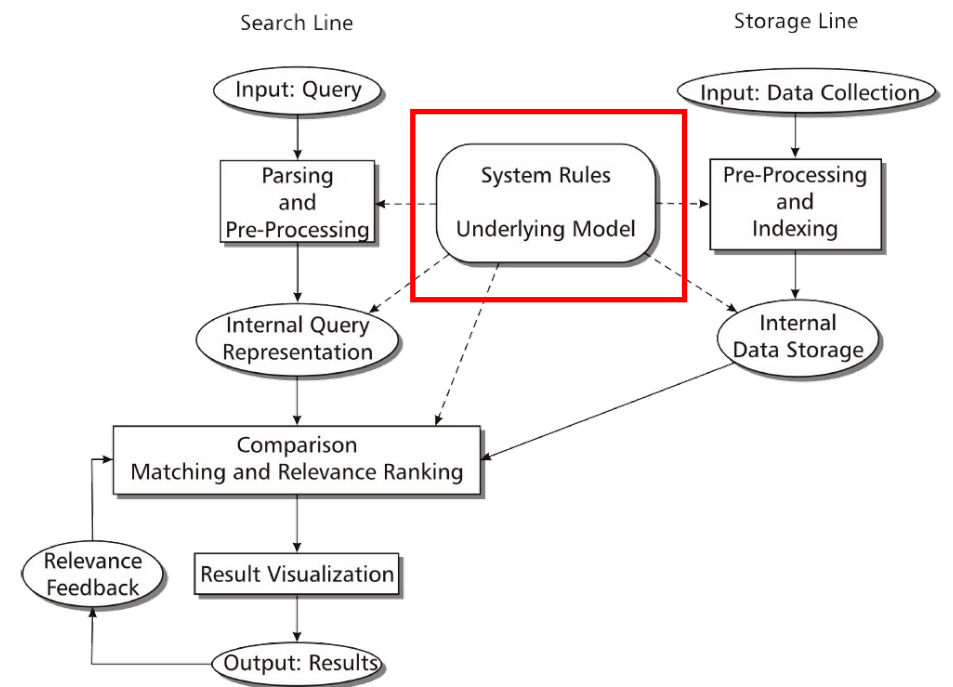 Search Line
Storage Line
Input: Query
Input: Data Collection
Parsing
and
Pre-Processing
System Rules
Underlying Model
Pre-Processing
and
Indexing
Internal Query
Representation
Internal
Data Storage
Comparison
Matching and Relevance Ranking
Relevance
Feedback
Result Visualization
Output: Results